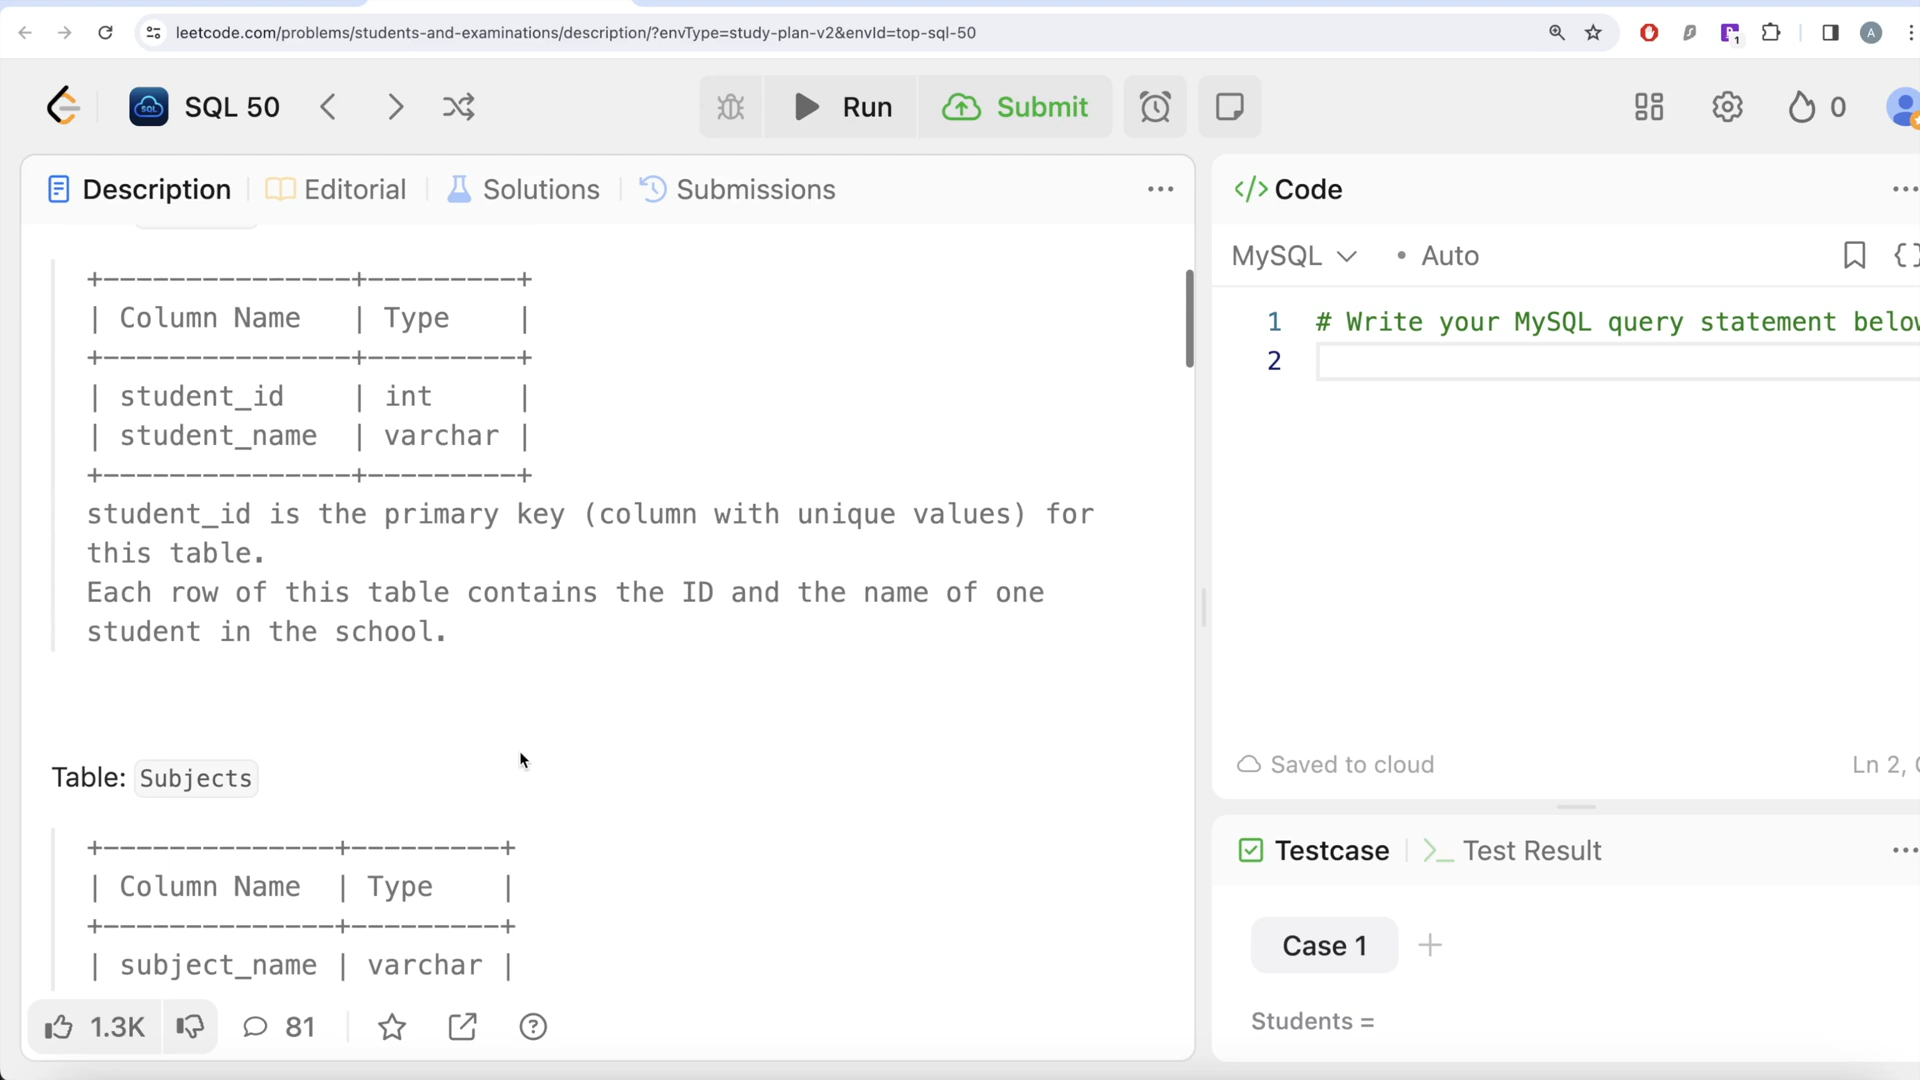 leetcode.com/problems/students-and-examinations/description/?envType=study-plan-v2&envId=top-sql-50
1
A
SQL 50
Run
Submit
0
Description
Editorial
Solutions
Submissions
+---------------+---------+
| Column Name   | Type    |
+---------------+---------+
| student_id    | int     |
| student_name  | varchar |
+---------------+---------+
student_id is the primary key (column with unique values) for
this table.
Each row of this table contains the ID and the name of one
student in the school.
Table: Subjects
+--------------+---------+
| Column Name  | Type    |
+--------------+---------+
| subject_name | varchar |
1.3K
81
</> Code
MySQL
• Auto
{}
1 # Write your MySQL query statement below
2
Saved to cloud
Ln 2,
Testcase
>_ Test Result
Case 1
Students =